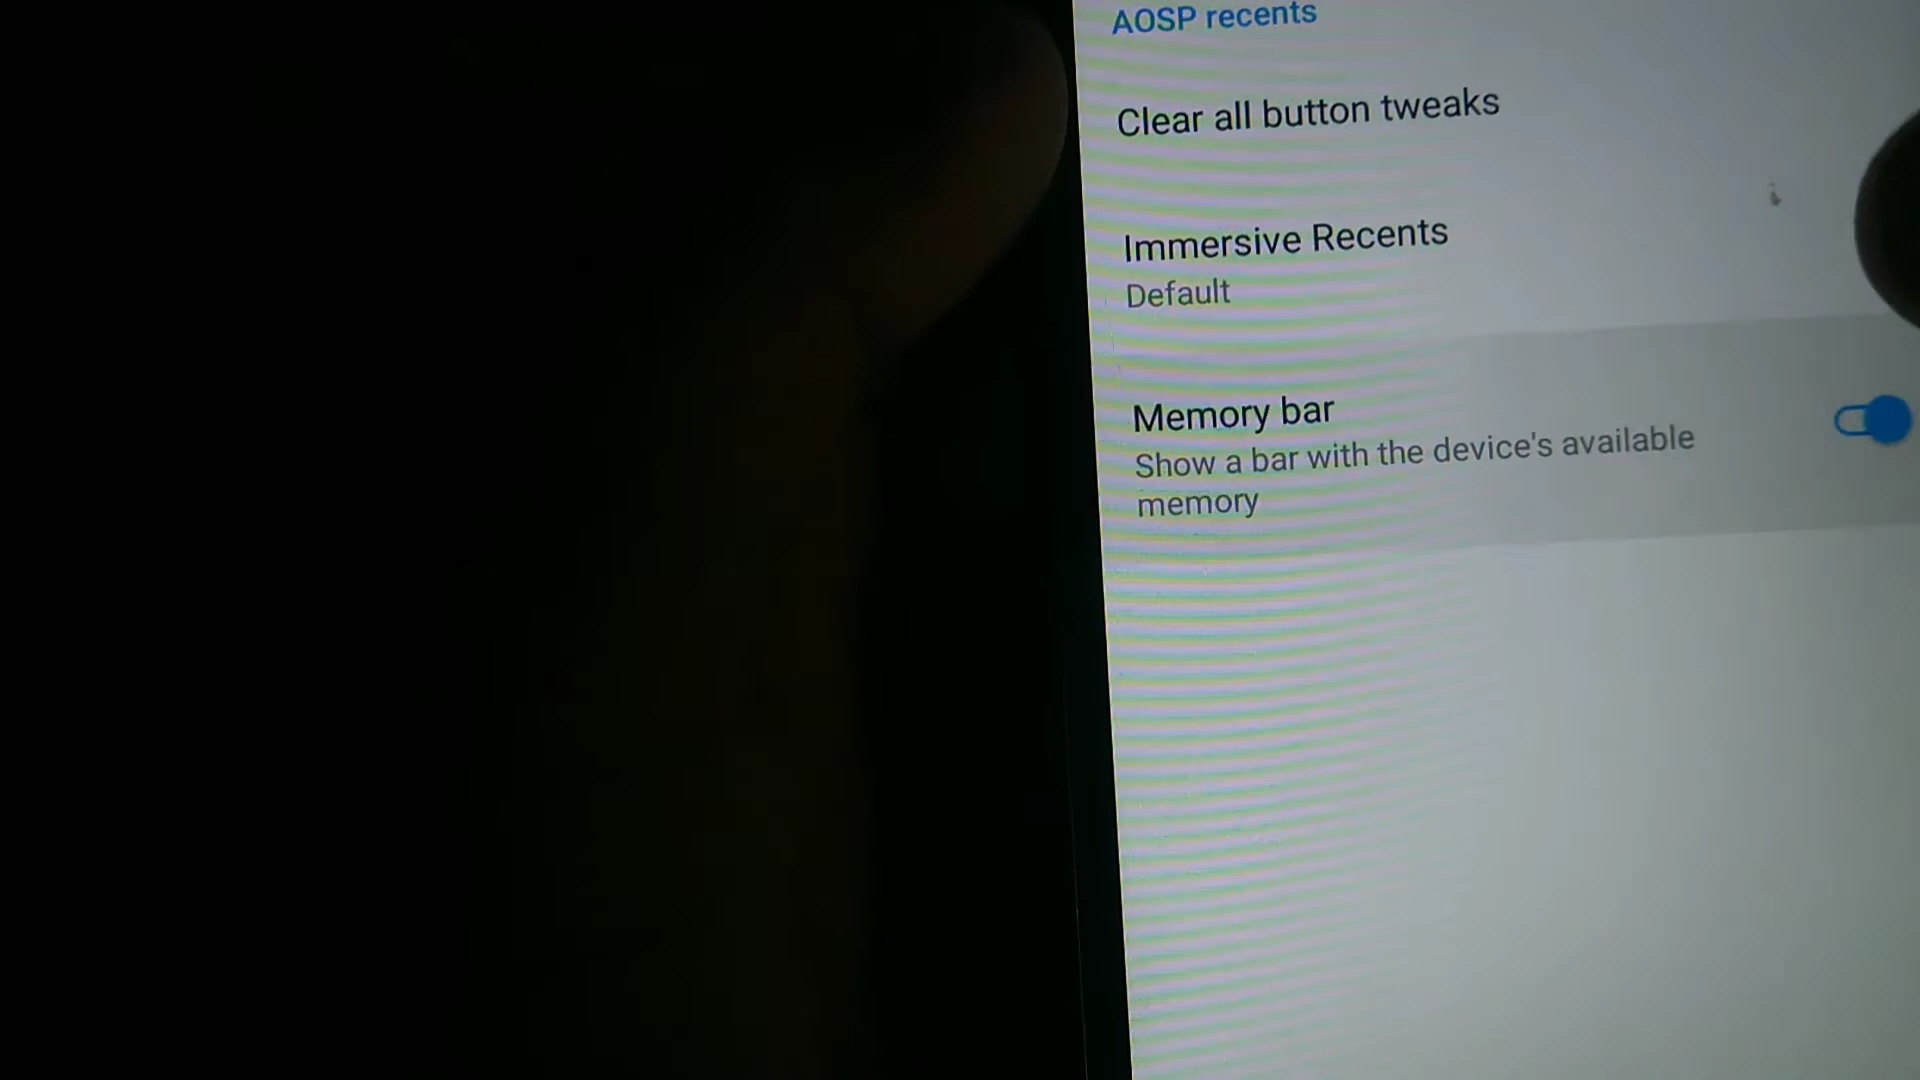 AOSP recents
Clear all button tweaks
Immersive Recents
Default
Memory bar
Show a bar with the device's available
memory